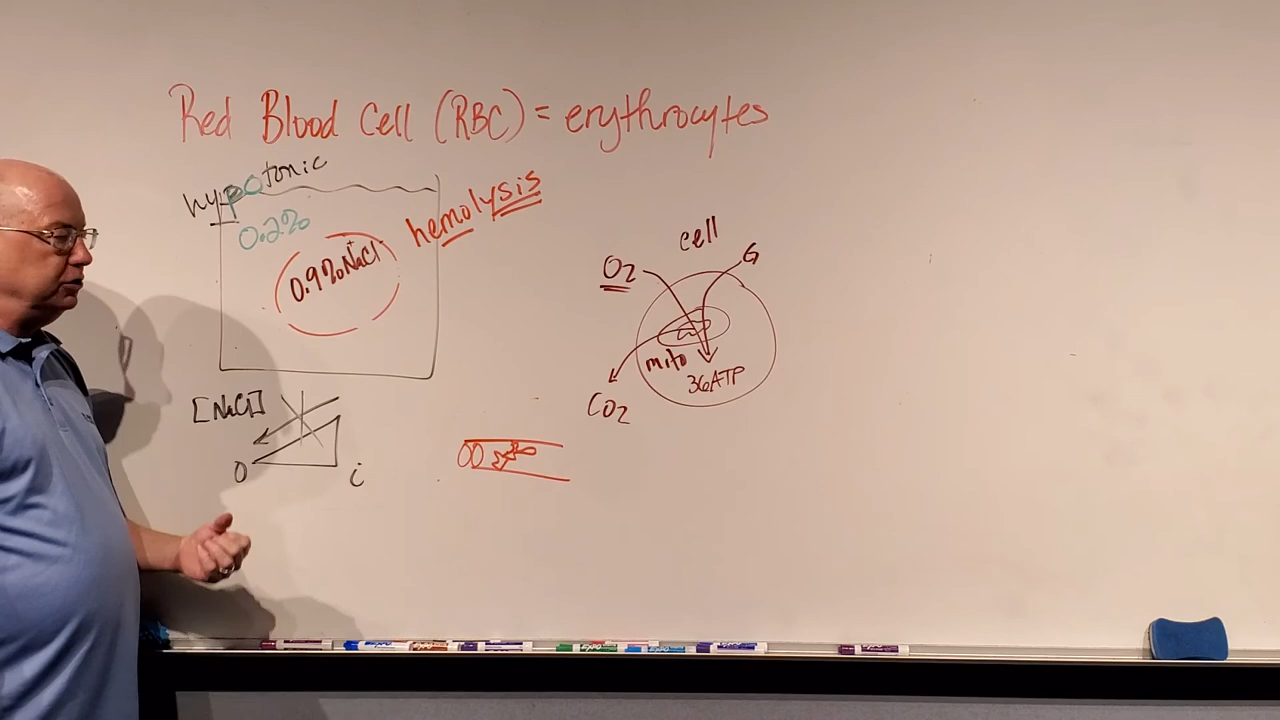 Red Blood Cell (RBC) = erythrocytes
hypotonic
0.2%
0.9% NaCl
hemolysis
cell
O2
G
mito
36ATP
CO2
[NaCl]
O
i